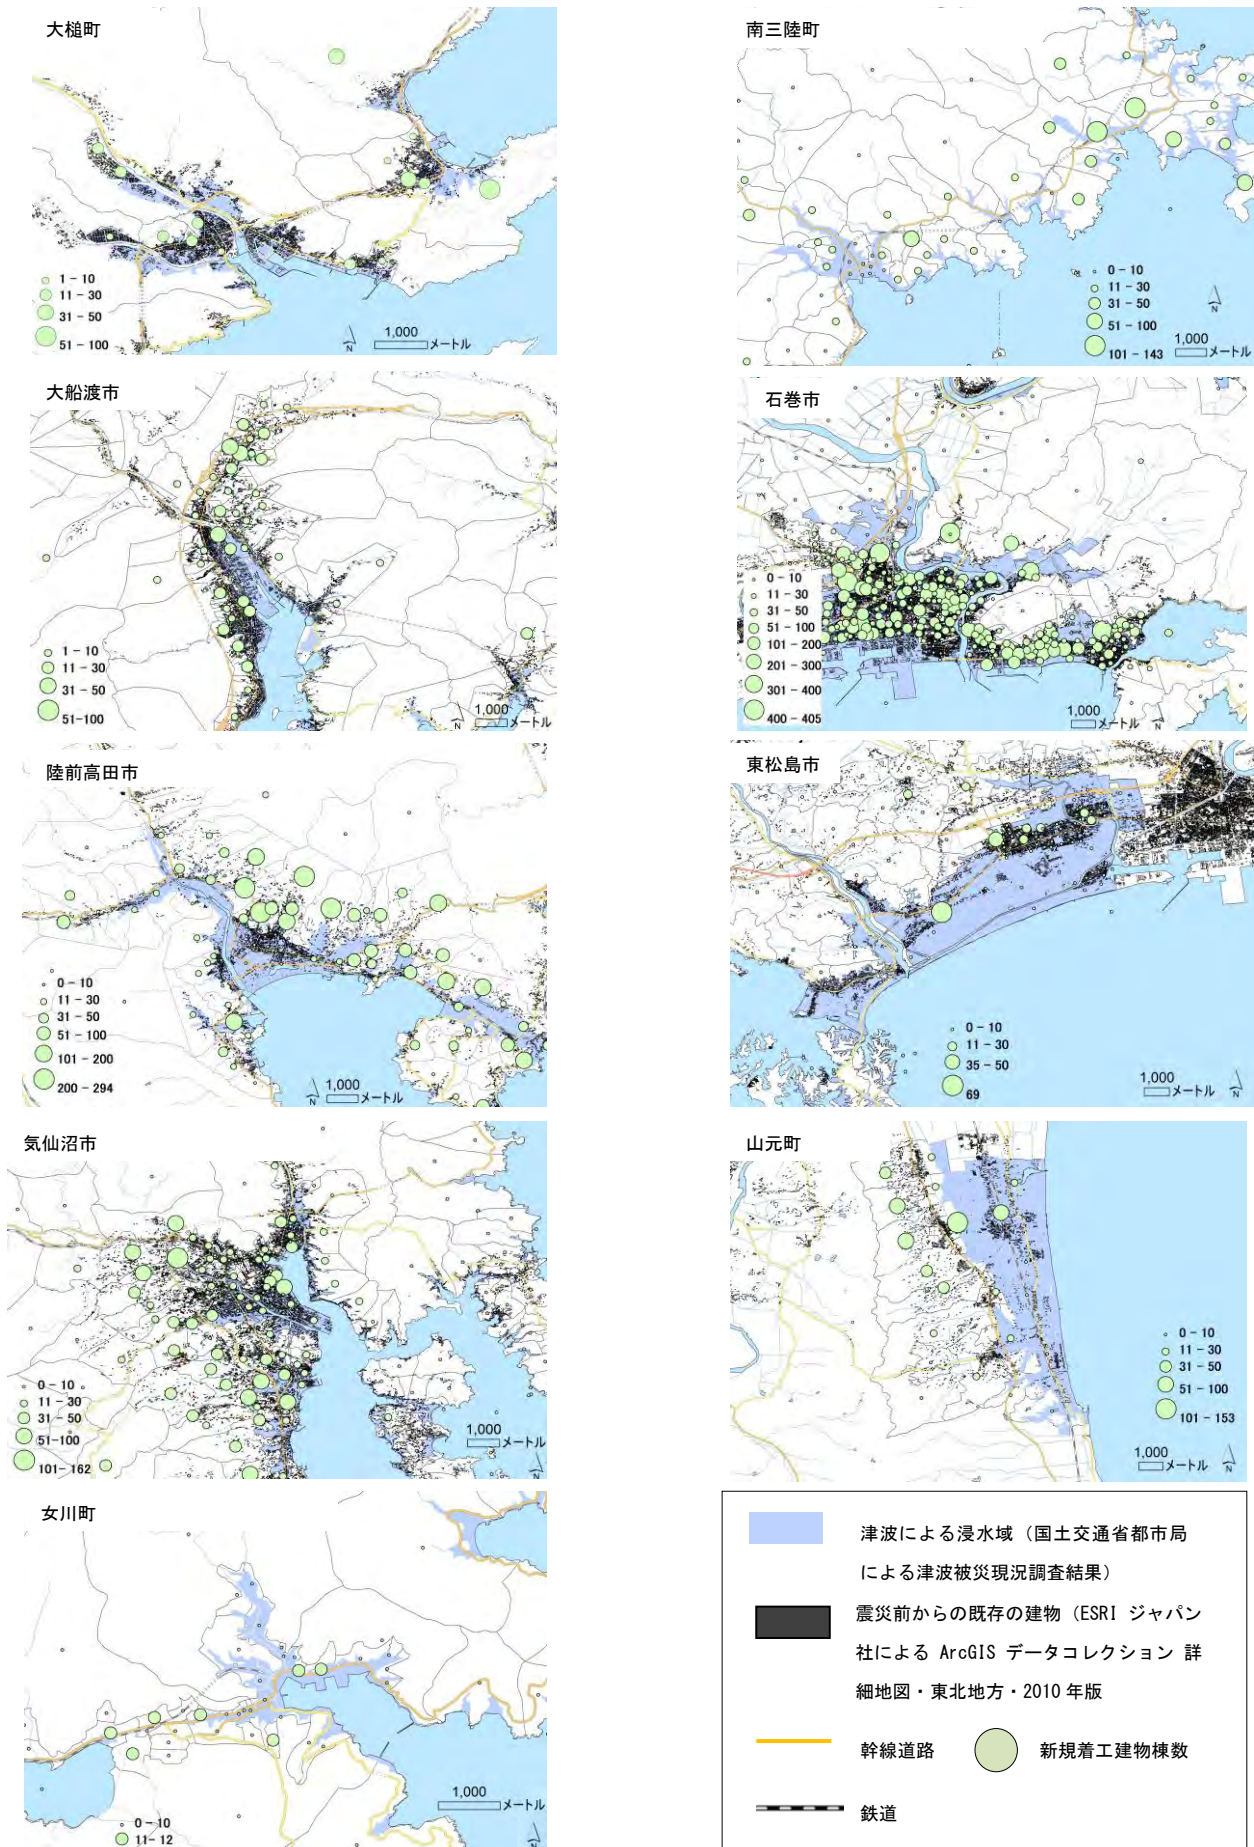 大槌町
1 - 10
11 - 30
31 - 50
51 - 100
N
1,000
メートル
南三陸町
0 - 10
11 - 30
31 - 50
51 - 100
101 - 143
N
1,000
メートル
大船渡市
1 - 10
11 - 30
31 - 50
51-100
N
1,000
メートル
石巻市
0 - 10
11 - 30
31 - 50
51 - 100
101 - 200
201 - 300
301 - 400
400 - 405
N
1,000
メートル
陸前高田市
0 - 10
11 - 30
31 - 50
51 - 100
101 - 200
200 - 294
N
1,000
メートル
東松島市
0 - 10
11 - 30
35 - 50
69
N
1,000
メートル
気仙沼市
0 - 10
11 - 30
31 - 50
51-100
101- 162
1,000
メートル
N
山元町
0 - 10
11 - 30
31 - 50
51 - 100
101 - 153
1,000
メートル
N
女川町
0 - 10
11- 12
1,000
メートル
N
津波による浸水域（国土交通省都市局
による津波被災現況調査結果）
震災前からの既存の建物（ESRI ジャパン
社による ArcGIS データコレクション 詳
細地図・東北地方・2010 年版
幹線道路
新規着工建物棟数
鉄道